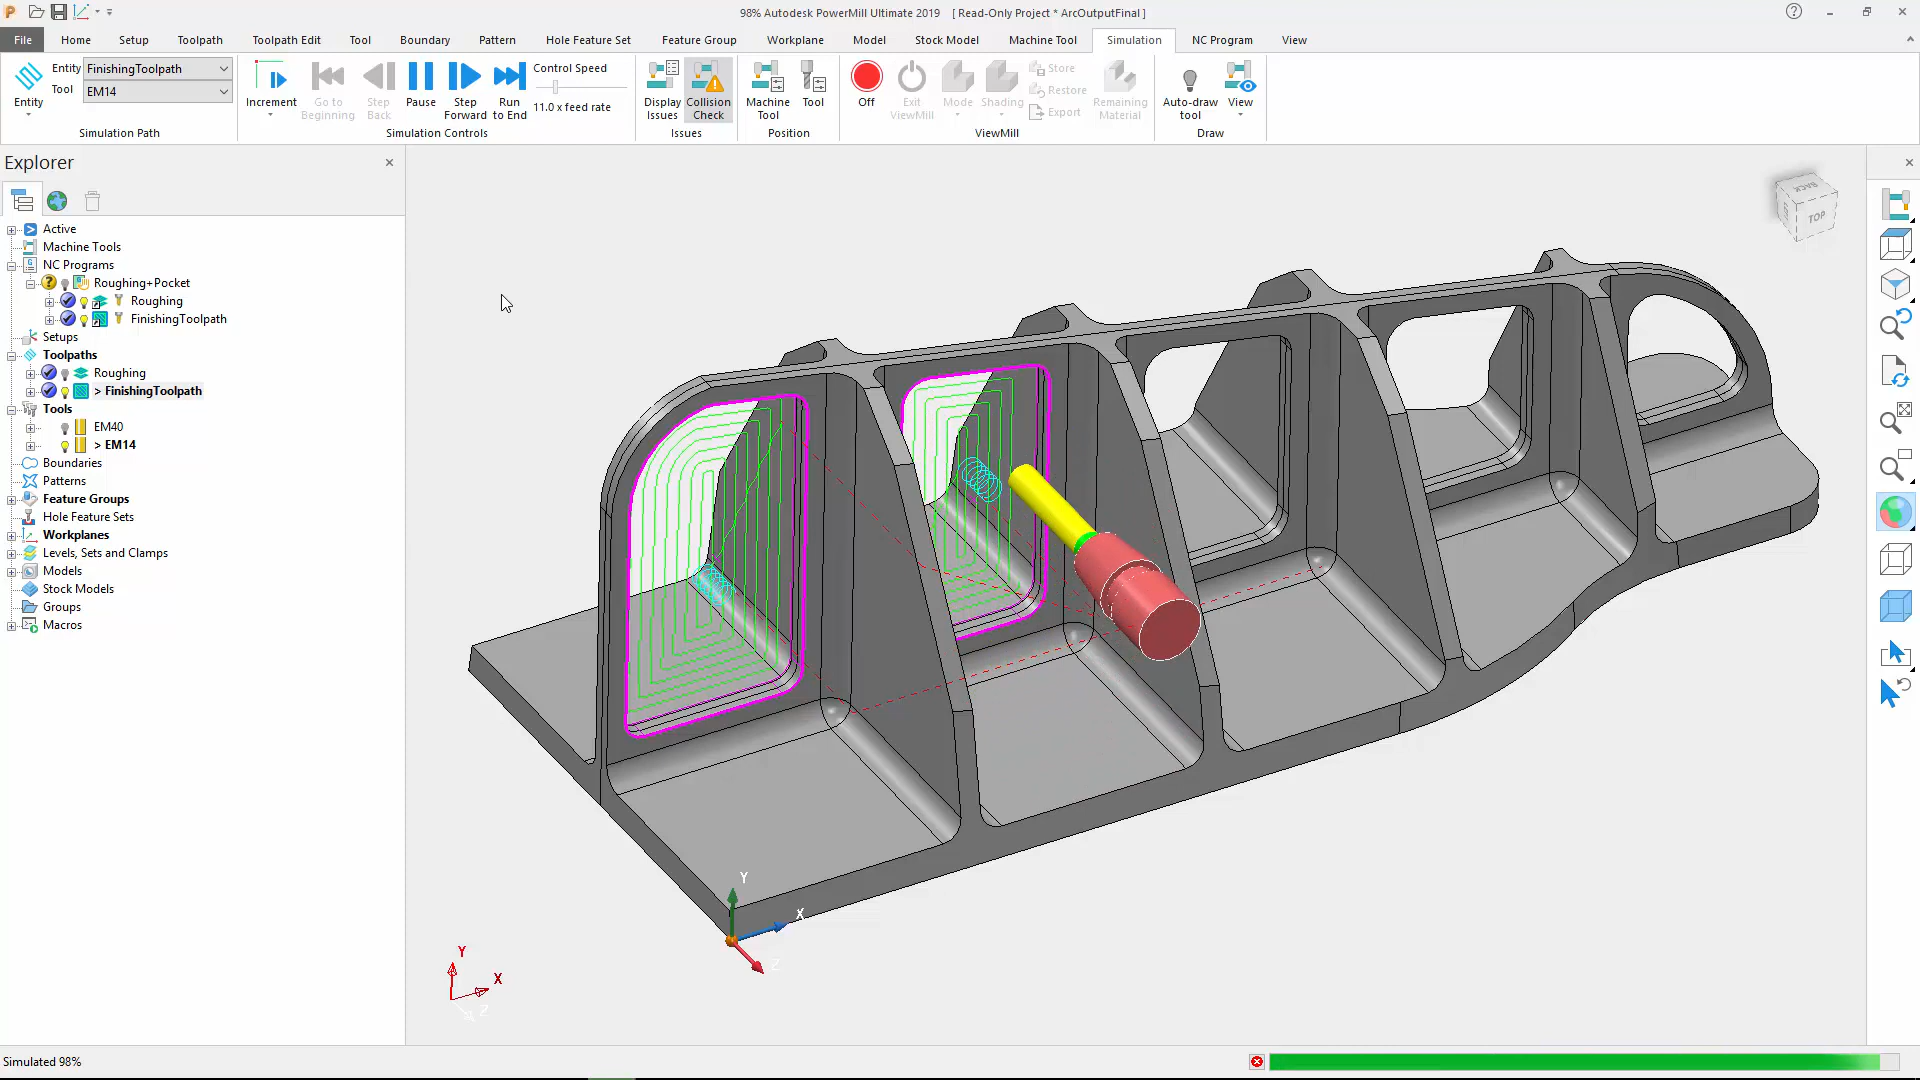 98% Autodesk PowerMill Ultimate 2019 [ Read-Only Project * ArcOutputFinal ]
File Home Setup Toolpath Toolpath Edit Tool Boundary Pattern Hole Feature Set Feature Group Workplane Model Stock Model Machine Tool Simulation NC Program View
Entity FinishingToolpath
Tool EM14
Entity
Simulation Path
Increment
Go to Beginning
Step Back
Pause
Step Forward
Run to End
Control Speed
11.0 x feed rate
Simulation Controls
Display Issues
Collision Check
Issues
Machine Tool
Tool
Position
Off
Exit ViewMill
Mode
Shading
Store
Restore
Export
Remaining Material
ViewMill
Auto-draw tool
View
Draw
Explorer
Active
Machine Tools
NC Programs
Roughing+Pocket
Roughing
FinishingToolpath
Setups
Toolpaths
Roughing
> FinishingToolpath
Tools
EM40
> EM14
Boundaries
Patterns
Feature Groups
Hole Feature Sets
Workplanes
Levels, Sets and Clamps
Models
Stock Models
Groups
Macros
BACK
TOP
Y
X
Z
Y
X
Z
Simulated 98%